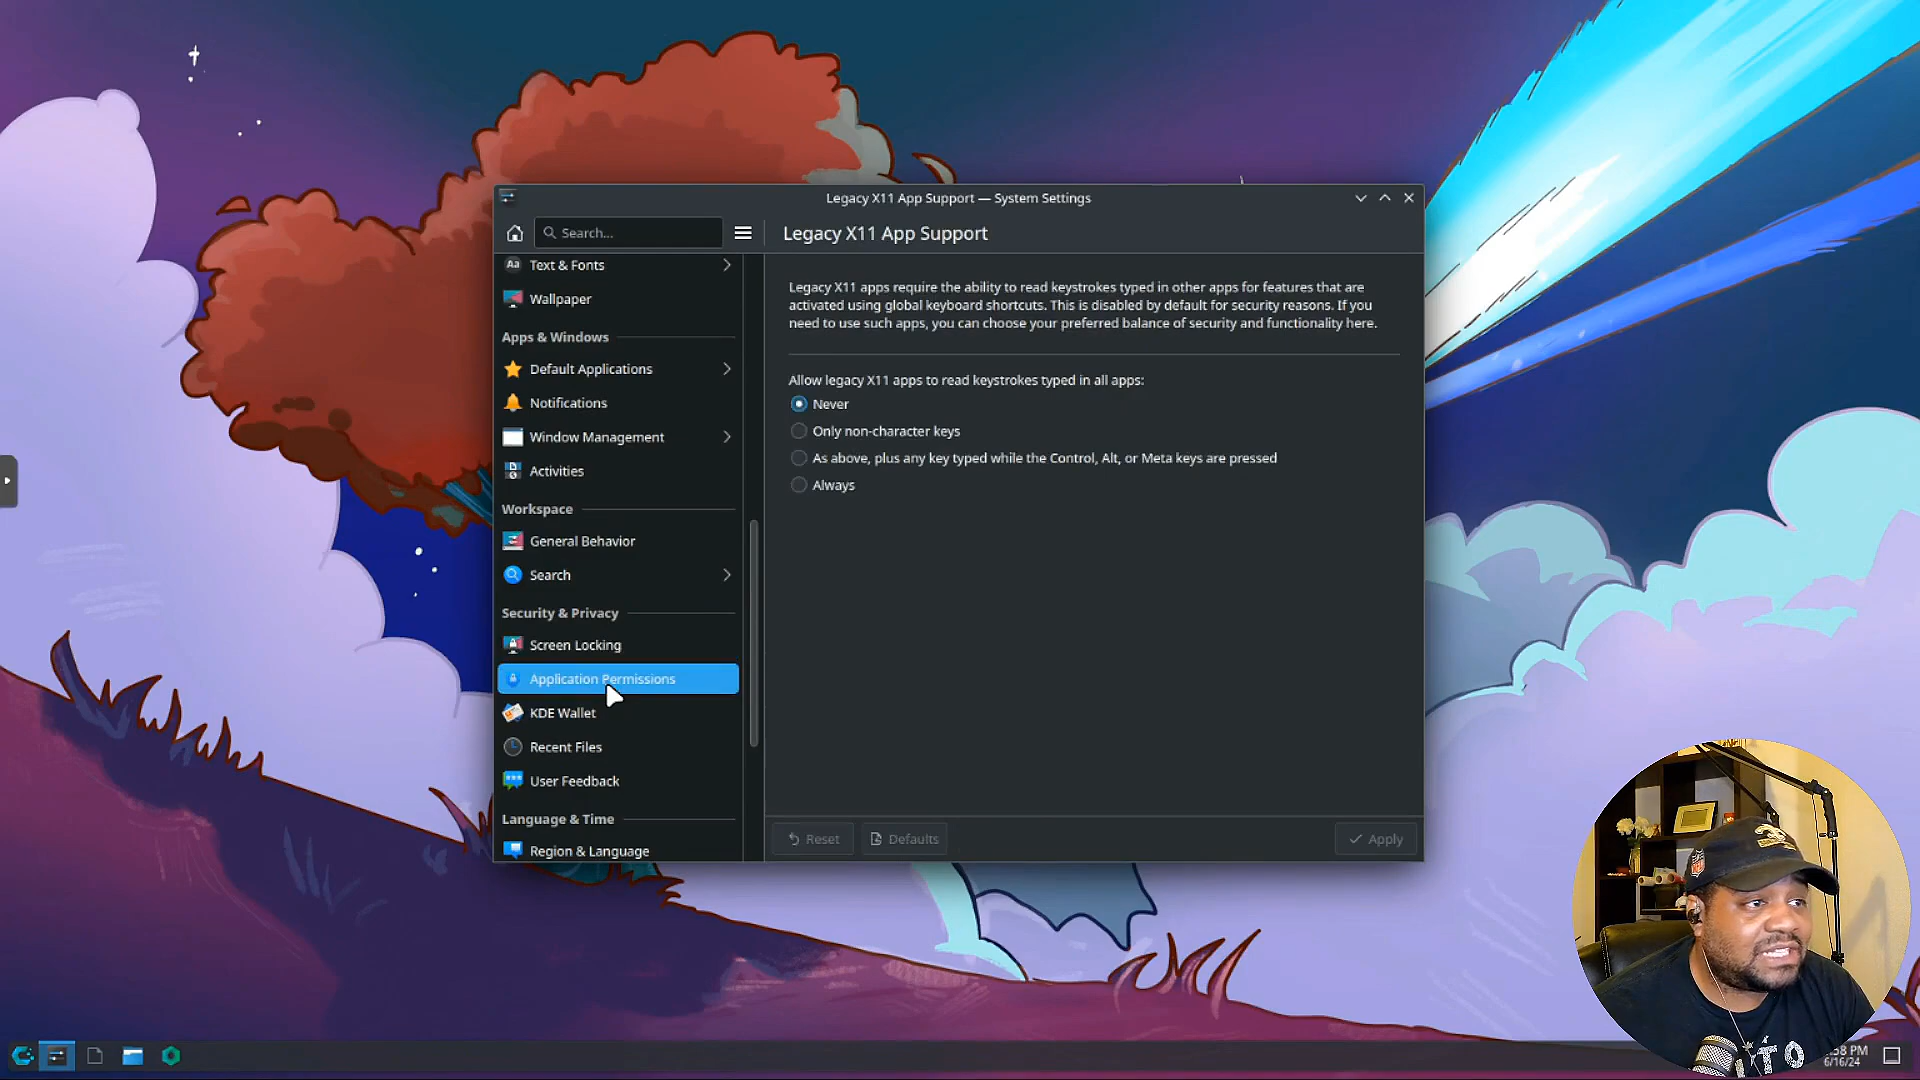 Legacy X11 App Support — System Settings
Search...
Legacy X11 App Support
Aa Text & Fonts
Wallpaper
Apps & Windows
Default Applications
Notifications
Window Management
Activities
Workspace
General Behavior
Search
Security & Privacy
Screen Locking
Application Permissions
KDE Wallet
Recent Files
User Feedback
Language & Time
Region & Language
Legacy X11 apps require the ability to read keystrokes typed in other apps for features that are
activated using global keyboard shortcuts. This is disabled by default for security reasons. If you
need to use such apps, you can choose your preferred balance of security and functionality here.
Allow legacy X11 apps to read keystrokes typed in all apps:
Never
Only non-character keys
As above, plus any key typed while the Control, Alt, or Meta keys are pressed
Always
Reset
Defaults
Apply
:58 PM
6/16/24